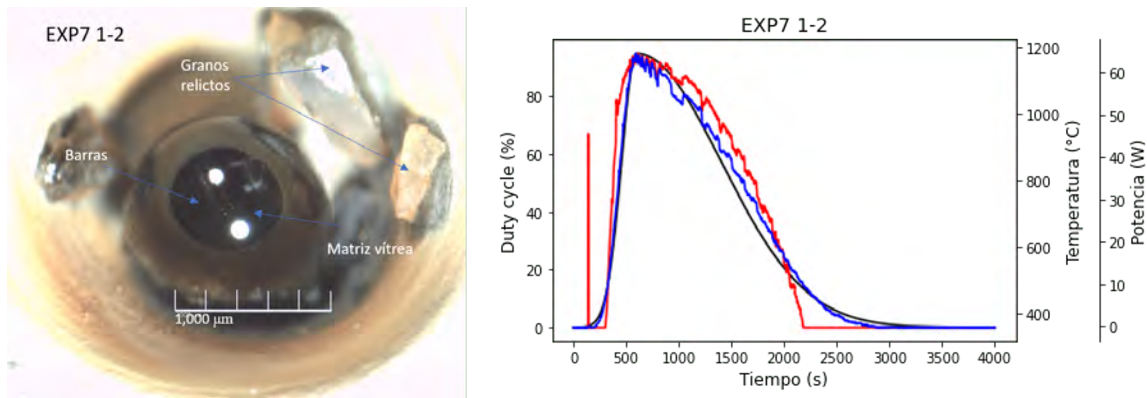 EXP7 1-2
Granos
relictos
Barras
Matriz vítrea
1,000 µm
EXP7 1-2
Duty cycle (%)
80
60
40
20
0
1200
1000
800
600
400
Temperatura (°C)
60
50
40
30
20
10
0
Potencia (W)
0 500 1000 1500 2000 2500 3000 3500 4000
Tiempo (s)